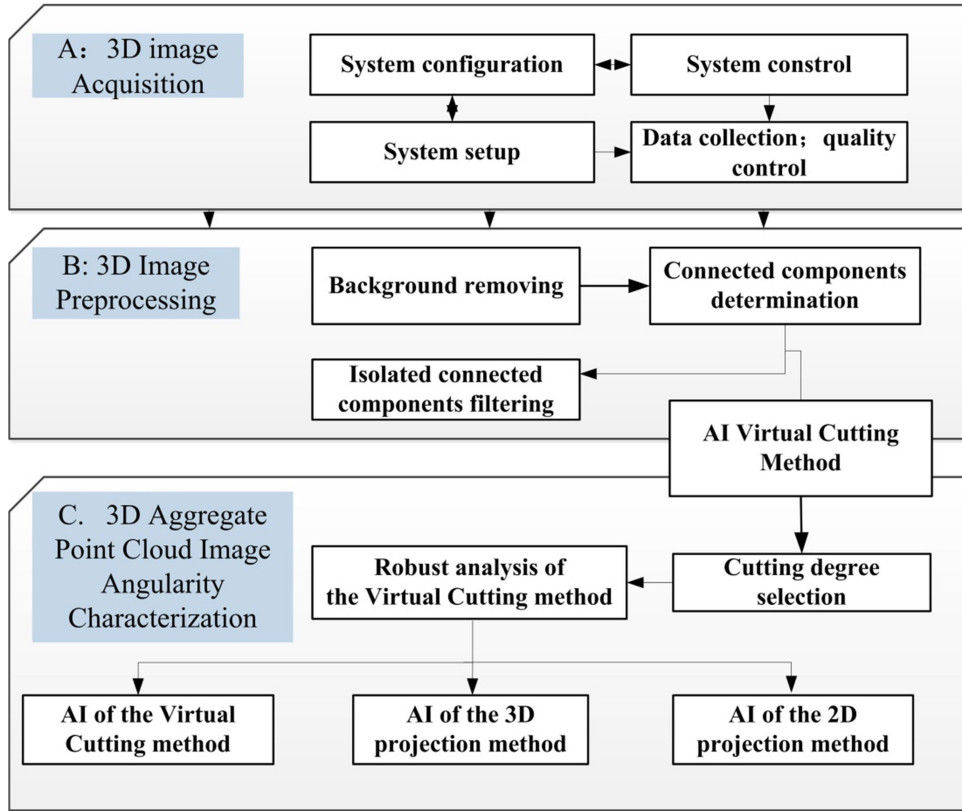 A： 3D image
Acquisition
System configuration
System constrol
System setup
Data collection；quality
control
B: 3D Image
Preprocessing
Background removing
Connected components
determination
Isolated connected
components filtering
AI Virtual Cutting
Method
C. 3D Aggregate
Point Cloud Image
Angularity
Characterization
Robust analysis of
the Virtual Cutting method
Cutting degree
selection
AI of the Virtual
Cutting method
AI of the 3D
projection method
AI of the 2D
projection method